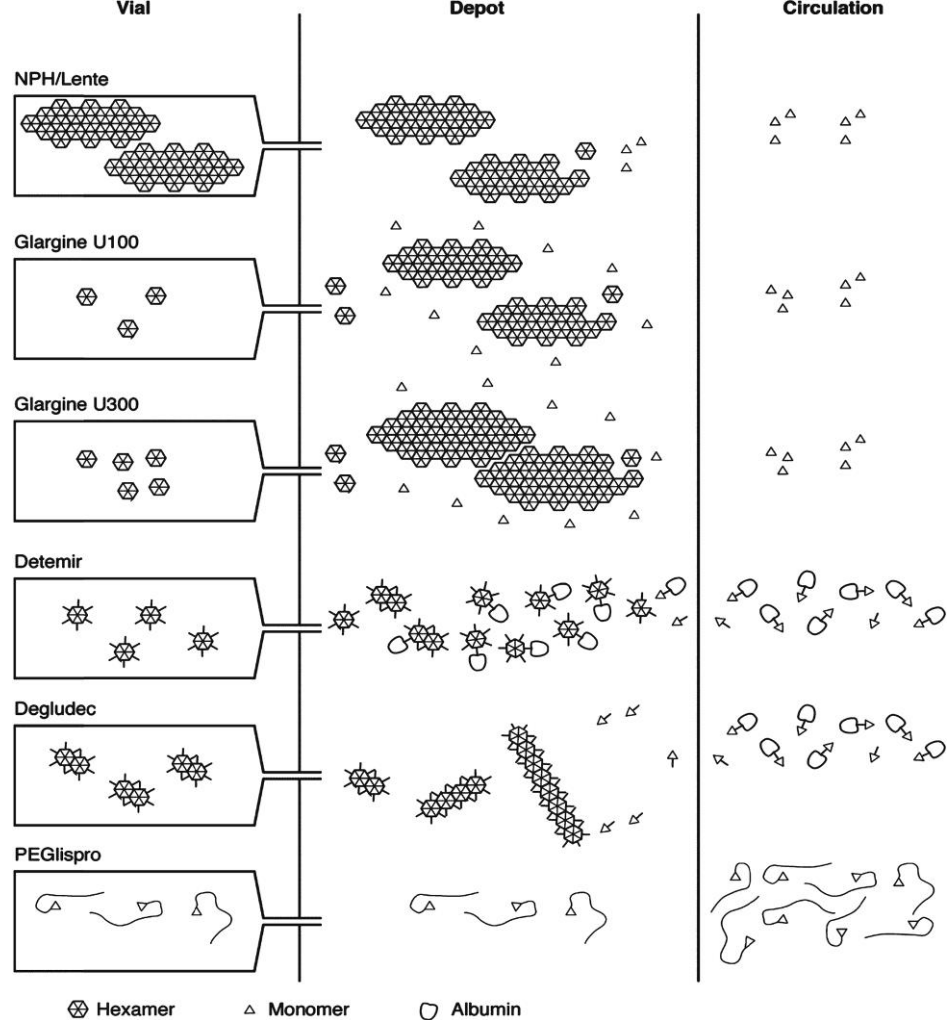 Vial Depot Circulation
NPH/Lente
Glargine U100
Glargine U300
Detemir
Degludec
PEGlispro
Hexamer Monomer Albumin